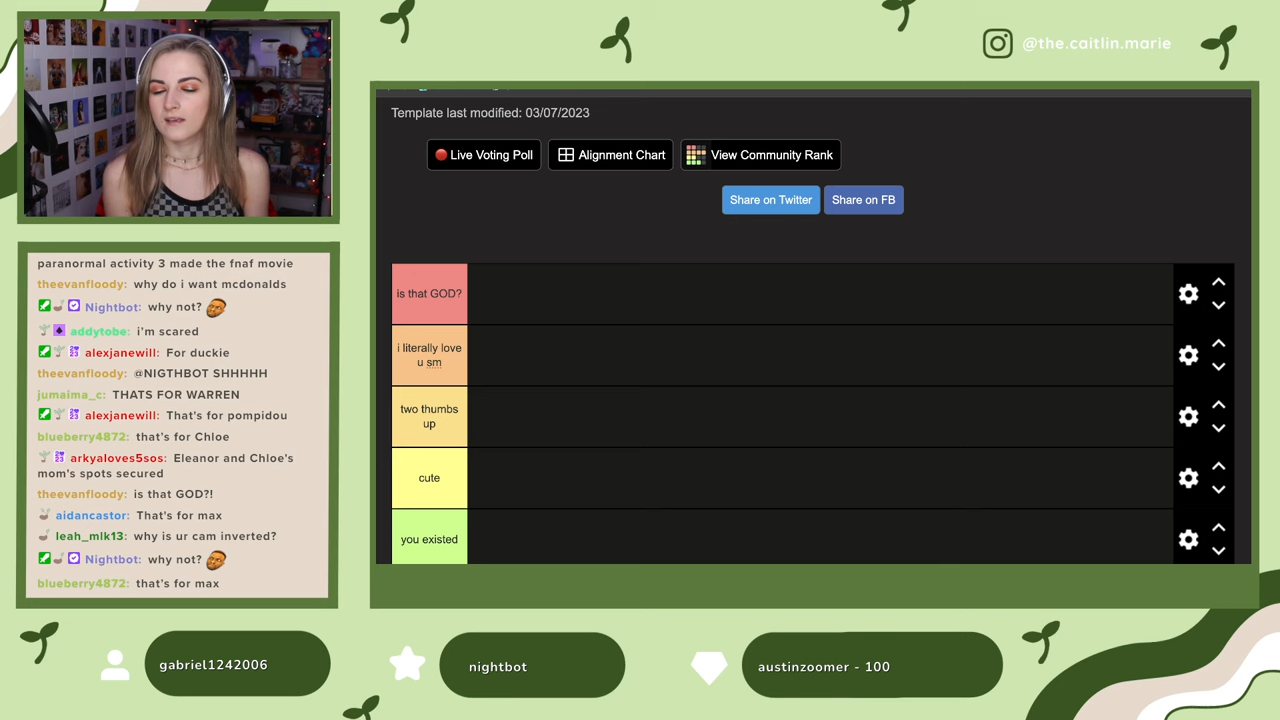 @the.caitlin.marie
Template last modified: 03/07/2023
Live Voting Poll
Alignment Chart
View Community Rank
Share on Twitter
Share on FB
is that GOD?
i literally love
u sm
two thumbs
up
cute
you existed
paranormal activity 3 made the fnaf movie
theevanfloody: why do i want mcdonalds
Nightbot: why not?
addytobe: i'm scared
alexjanewill: For duckie
theevanfloody: @NIGTHBOT SHHHHH
jumaima_c: THATS FOR WARREN
alexjanewill: That's for pompidou
blueberry4872: that's for Chloe
arkyaloves5sos: Eleanor and Chloe's
mom's spots secured
theevanfloody: is that GOD?!
aidancastor: That's for max
leah_mlk13: why is ur cam inverted?
Nightbot: why not?
blueberry4872: that's for max
gabriel1242006
nightbot
austinzoomer - 100